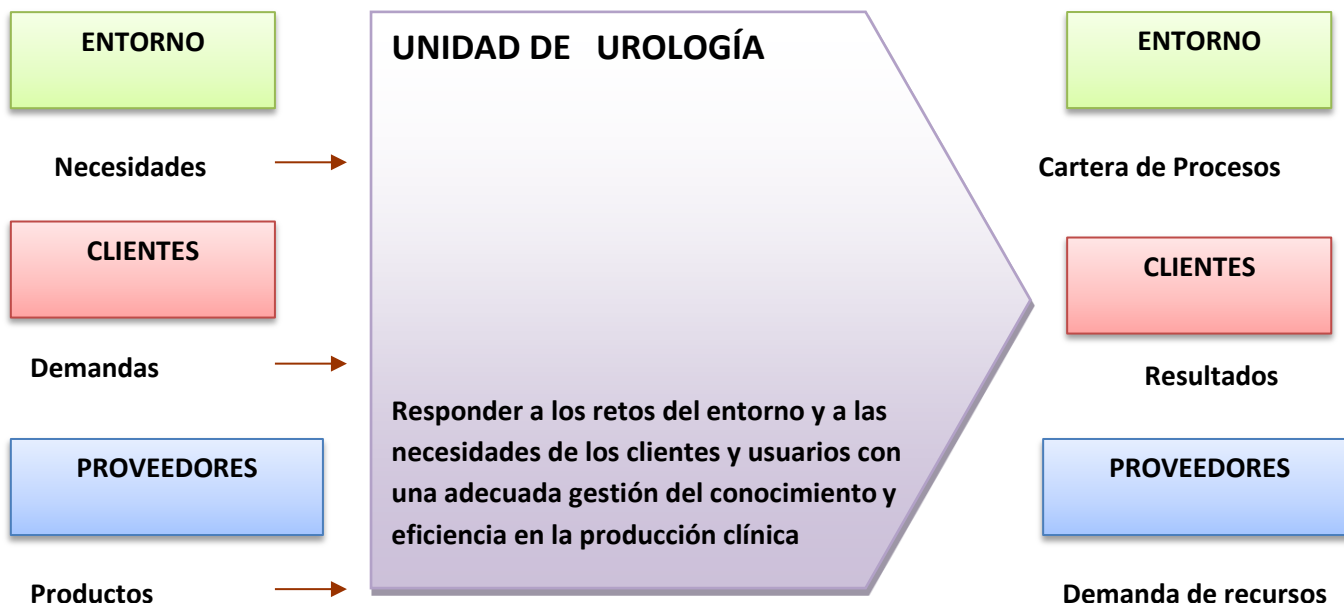 ENTORNO
Necesidades
CLIENTES
Demandas
PROVEEDORES
Productos
UNIDAD DE UROLOGÍA
Responder a los retos del entorno y a las
necesidades de los clientes y usuarios con
una adecuada gestión del conocimiento y
eficiencia en la producción clínica
ENTORNO
Cartera de Procesos
CLIENTES
Resultados
PROVEEDORES
Demanda de recursos